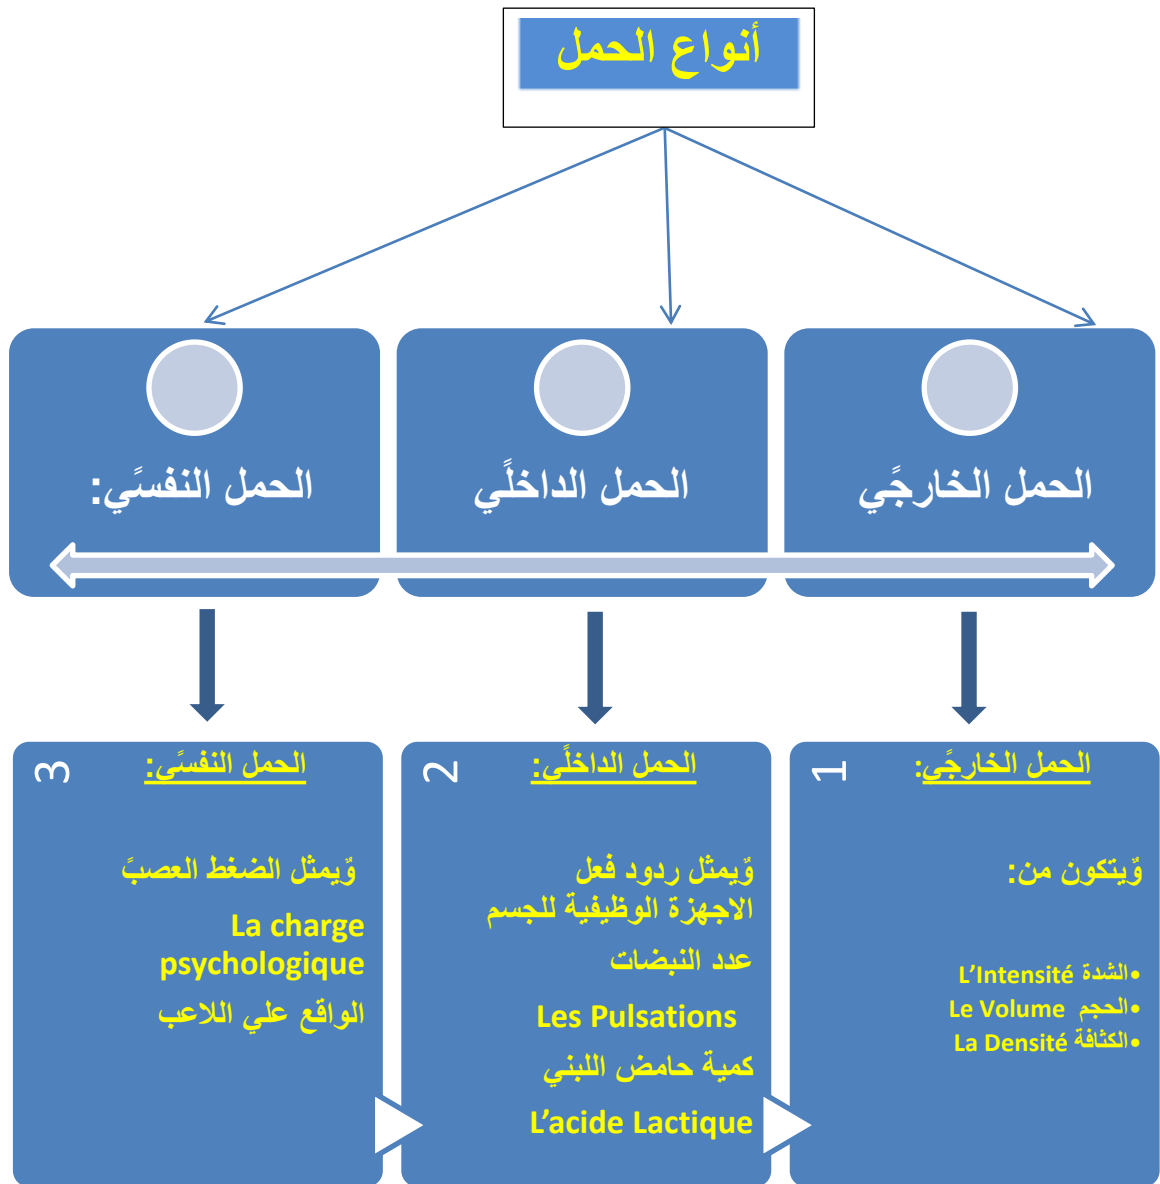 أنواع الحمل
الحمل الخارجًي
الحمل الداخلًي
الحمل النفسًي:
1
الحمل الخارجًي:
وٌيتكون من:
•الشدة L'Intensité
•الحجم Le Volume
•الكثافة La Densité
2
الحمل الداخلًي:
وٌيمثل ردود فعل
الاجهزة الوظيفية للجسم
عدد النبضات
Les Pulsations
كمية حامض اللبني
L'acide Lactique
3
الحمل النفسًي:
وٌيمثل الضغط العصبً
La charge
psychologique
الواقع علي اللاعب